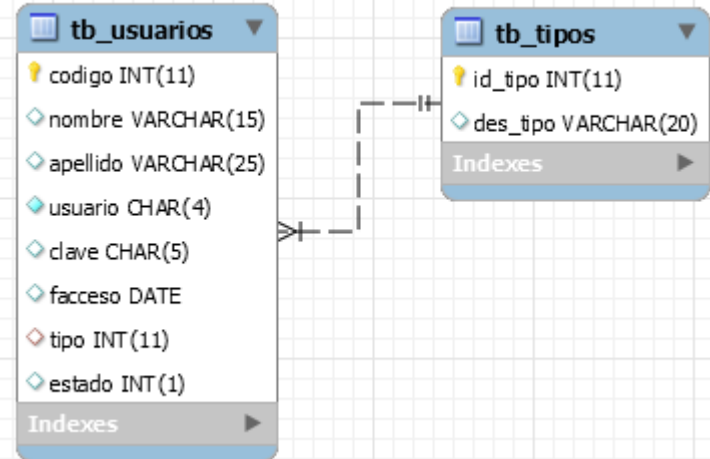 tb_usuarios
codigo INT(11)
nombre VARCHAR(15)
apellido VARCHAR(25)
usuario CHAR(4)
clave CHAR(5)
facceso DATE
tipo INT(11)
estado INT(1)
Indexes
tb_tipos
id_tipo INT(11)
des_tipo VARCHAR(20)
Indexes